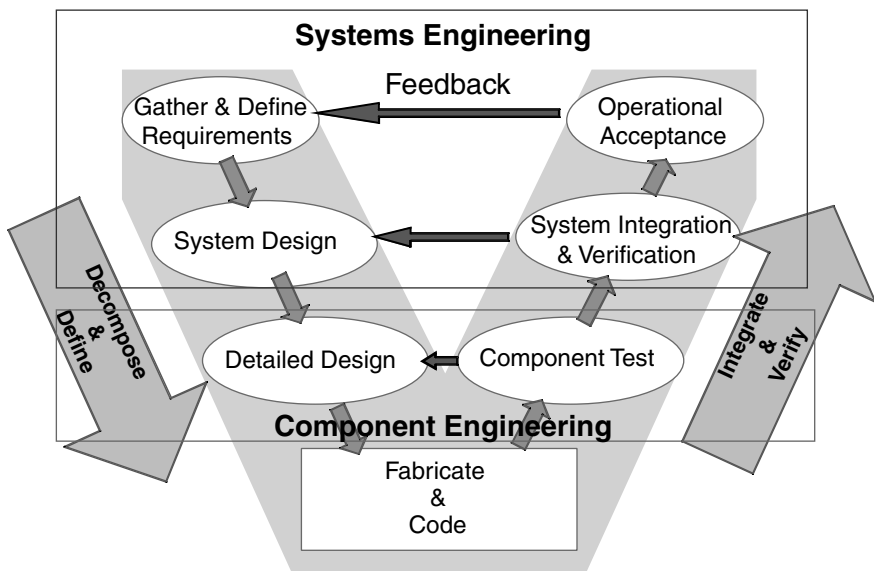 Systems Engineering
Feedback
Gather & Define
Requirements
Operational
Acceptance
System Design
System Integration
& Verification
Decompose
&
Define
Integrate
&
Verify
Detailed Design
Component Test
Component Engineering
Fabricate
&
Code